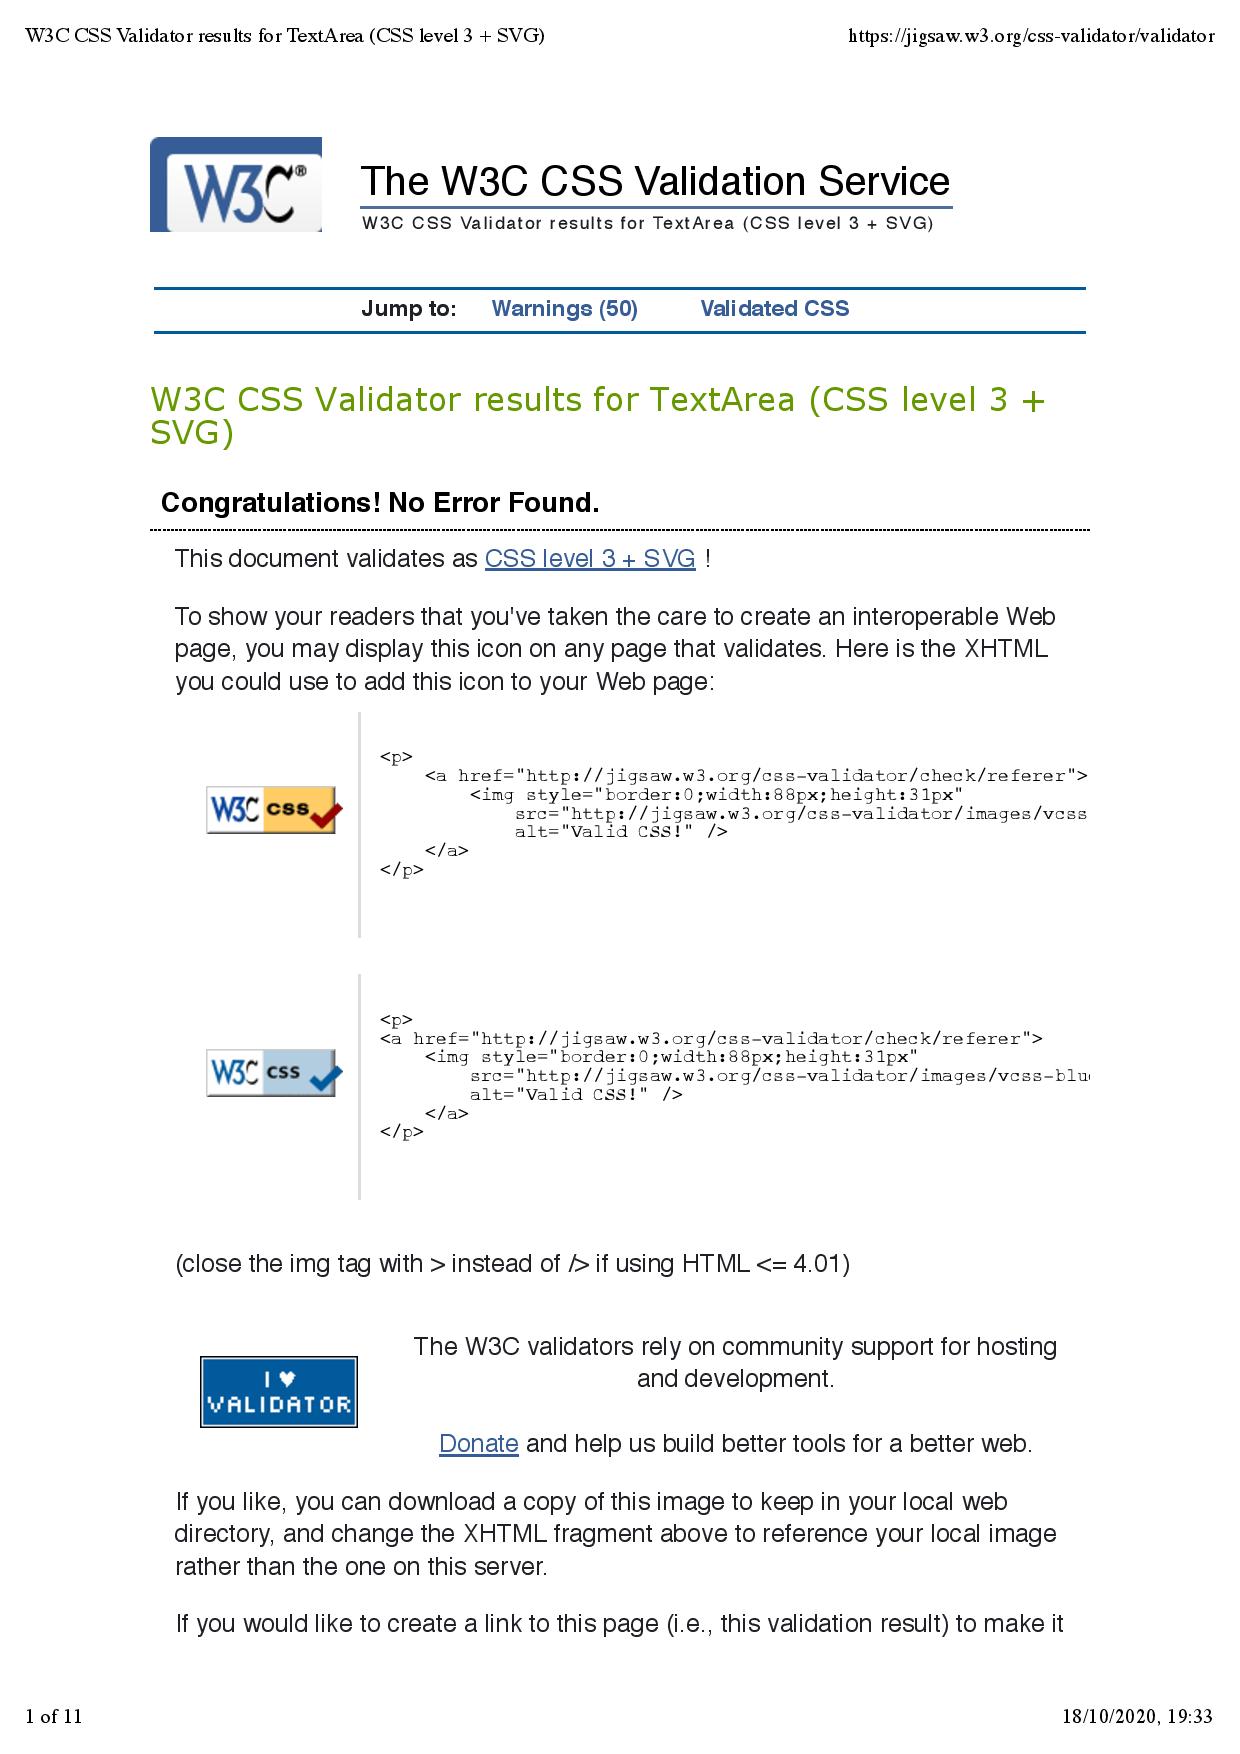 W3C CSS Validator results for TextArea (CSS level 3 + SVG) https://jigsaw.w3.org/css-validator/validator
W3C®
The W3C CSS Validation Service
W3C CSS Validator results for TextArea (CSS level 3 + SVG)
Jump to: Warnings (50) Validated CSS
W3C CSS Validator results for TextArea (CSS level 3 +
SVG)
Congratulations! No Error Found.
This document validates as CSS level 3 + SVG !
To show your readers that you've taken the care to create an interoperable Web
page, you may display this icon on any page that validates. Here is the XHTML
you could use to add this icon to your Web page:
W3C css
<p>
<a href="http://jigsaw.w3.org/css-validator/check/referer">
<img style="border:0;width:88px;height:31px"
src="http://jigsaw.w3.org/css-validator/images/vcss
alt="Valid CSS!" />
</a>
</p>
W3C css
<p>
<a href="http://jigsaw.w3.org/css-validator/check/referer">
<img style="border:0;width:88px;height:31px"
src="http://jigsaw.w3.org/css-validator/images/vcss-blu
alt="Valid CSS!" />
</a>
</p>
(close the img tag with > instead of /> if using HTML <= 4.01)
I ♥
VALIDATOR
The W3C validators rely on community support for hosting
and development.
Donate and help us build better tools for a better web.
If you like, you can download a copy of this image to keep in your local web
directory, and change the XHTML fragment above to reference your local image
rather than the one on this server.
If you would like to create a link to this page (i.e., this validation result) to make it
1 of 11 18/10/2020, 19:33